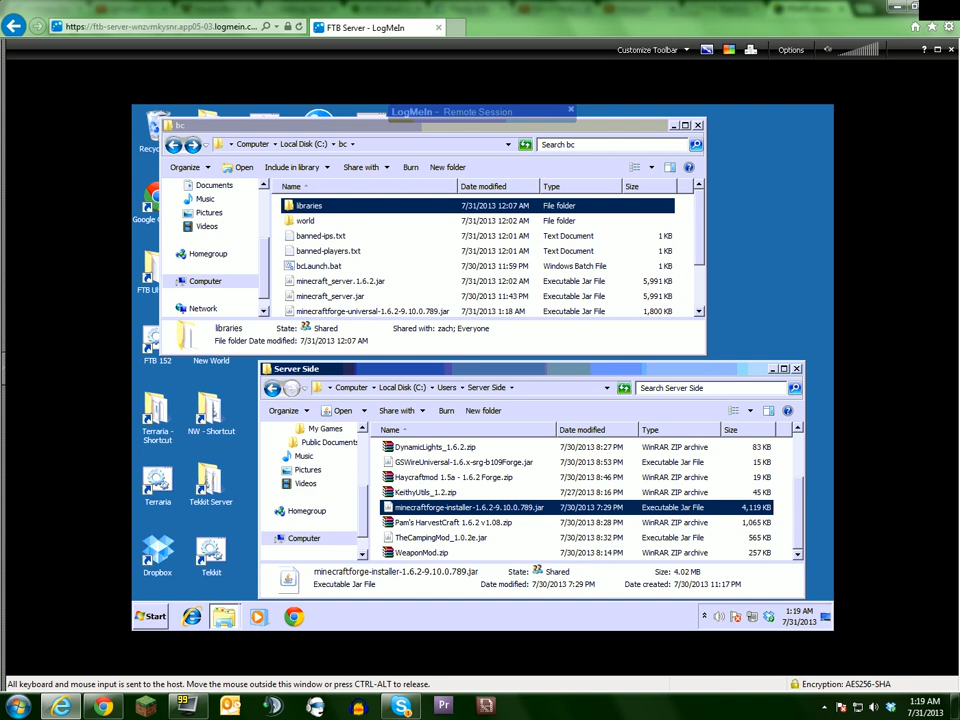 https://ftb-server-wnzvmkysnr.app05-03.logmein.c...
FTB Server - LogMeIn
Customize Toolbar
Options
LogMeIn - Remote Session
bc
Computer Local Disk (C:) bc
Search bc
Organize Open Include in library Share with Burn New folder
Name Date modified Type Size
Documents
Music
Pictures
Videos
Homegroup
Computer
Network
libraries 7/31/2013 12:07 AM File folder
world 7/31/2013 12:02 AM File folder
banned-ips.txt 7/31/2013 12:01 AM Text Document 1 KB
banned-players.txt 7/31/2013 12:01 AM Text Document 1 KB
bcLaunch.bat 7/30/2013 11:59 PM Windows Batch File 1 KB
minecraft_server.1.6.2.jar 7/31/2013 12:01 AM Executable Jar File 5,991 KB
minecraft_server.jar 7/30/2013 11:43 PM Executable Jar File 5,991 KB
minecraftforge-universal-1.6.2-9.10.0.789.jar 7/31/2013 1:18 AM Executable Jar File 1,800 KB
libraries State: Shared Shared with: zach; Everyone
File folder Date modified: 7/31/2013 12:07 AM
Recyc
Google C
FTB Ul
FTB 152
New World
Terraria - Shortcut
NW - Shortcut
Terraria
Tekkit Server
Dropbox
Tekkit
Server Side
Computer Local Disk (C:) Users Server Side
Search Server Side
Organize Open Share with Burn New folder
Name Date modified Type Size
My Games
Public Documents
Music
Pictures
Videos
Homegroup
Computer
DynamicLights_1.6.2.zip 7/30/2013 8:27 PM WinRAR ZIP archive 83 KB
GSWireUniversal-1.6.x-srg-b109Forge.jar 7/30/2013 8:53 PM Executable Jar File 15 KB
Haycraftmod 1.5a - 1.6.2 Forge.zip 7/30/2013 8:46 PM WinRAR ZIP archive 19 KB
KeithyUtils_1.2.zip 7/27/2013 8:16 PM WinRAR ZIP archive 45 KB
minecraftforge-installer-1.6.2-9.10.0.789.jar 7/30/2013 7:29 PM Executable Jar File 4,119 KB
Pam's HarvestCraft 1.6.2 v1.08.zip 7/30/2013 8:28 PM WinRAR ZIP archive 1,065 KB
TheCampingMod_1.0.2e.jar 7/30/2013 8:32 PM Executable Jar File 565 KB
WeaponMod.zip 7/30/2013 8:14 PM WinRAR ZIP archive 257 KB
minecraftforge-installer-1.6.2-9.10.0.789.jar State: Shared Size: 4.02 MB
Executable Jar File Date modified: 7/30/2013 7:29 PM Date created: 7/30/2013 11:17 PM
Start
1:19 AM
7/31/2013
All keyboard and mouse input is sent to the host. Move the mouse outside this window or press CTRL-ALT to release.
Encryption: AES256-SHA
99
Pr
1:19 AM
7/31/2013